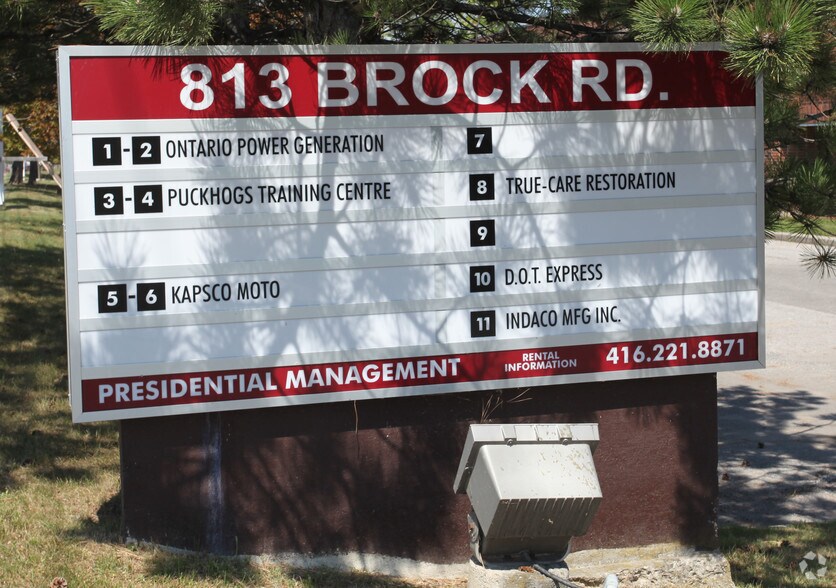 813 BROCK RD.
1-2 ONTARIO POWER GENERATION
3-4 PUCKHOGS TRAINING CENTRE
5-6 KAPSCO MOTO
7
8 TRUE-CARE RESTORATION
9
10 D.O.T. EXPRESS
11 INDACO MFG INC.
PRESIDENTIAL MANAGEMENT
RENTAL
INFORMATION
416.221.8871